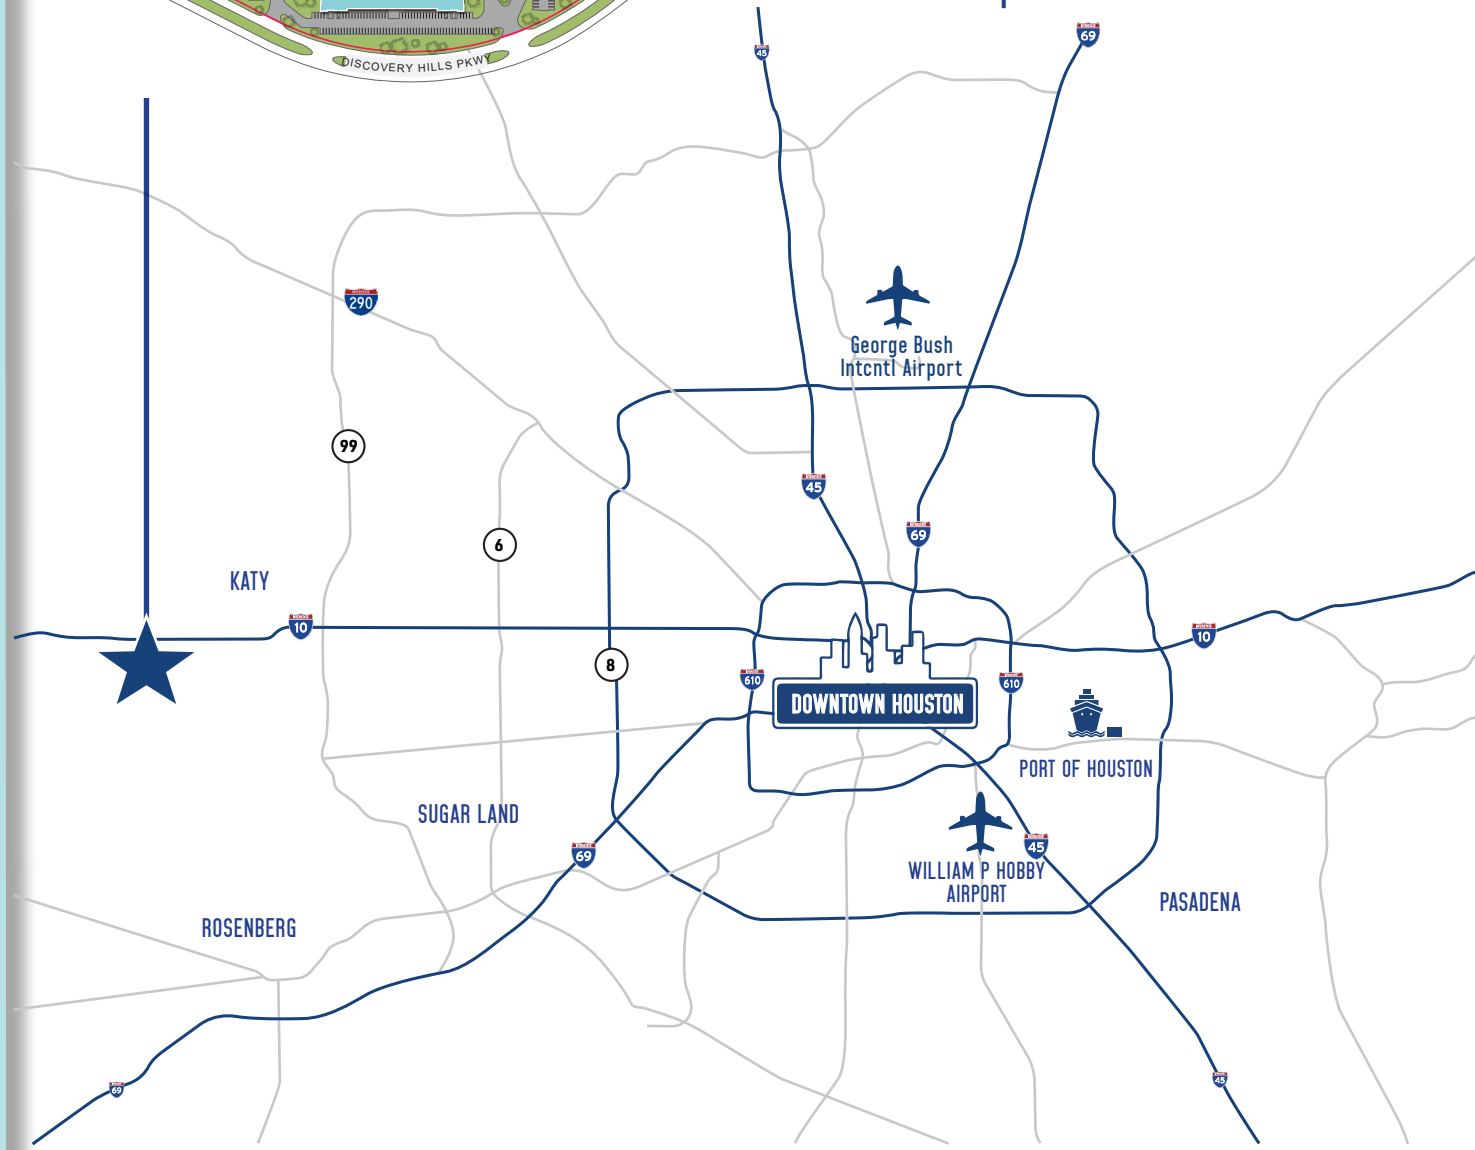 DISCOVERY HILLS PKWY
45
69
290
George Bush
Intcntl Airport
99
45
69
6
KATY
10
10
8
610
610
DOWNTOWN HOUSTON
PORT OF HOUSTON
SUGAR LAND
69
45
WILLIAM P HOBBY
AIRPORT
PASADENA
ROSENBERG
69
45